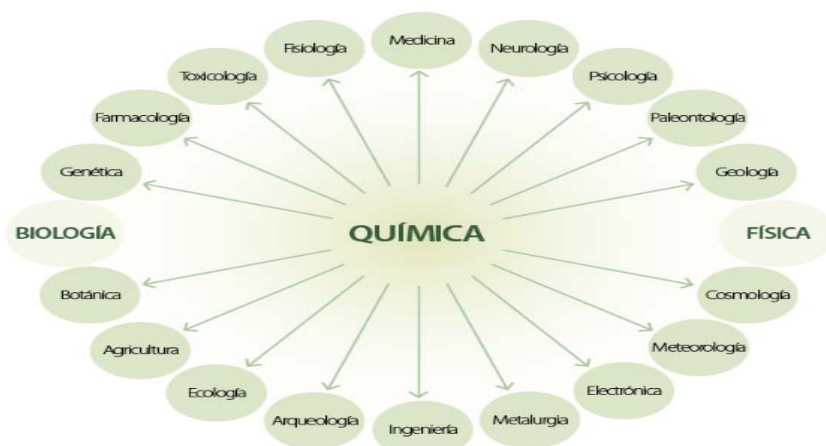 Medicina
Fisiología
Neurología
Toxicología
Psicología
Farmacología
Paleontología
Genética
Geología
BIOLOGÍA
QUÍMICA
FÍSICA
Botánica
Cosmología
Agricultura
Meteorología
Ecología
Electrónica
Arqueología
Ingeniería
Metalurgia